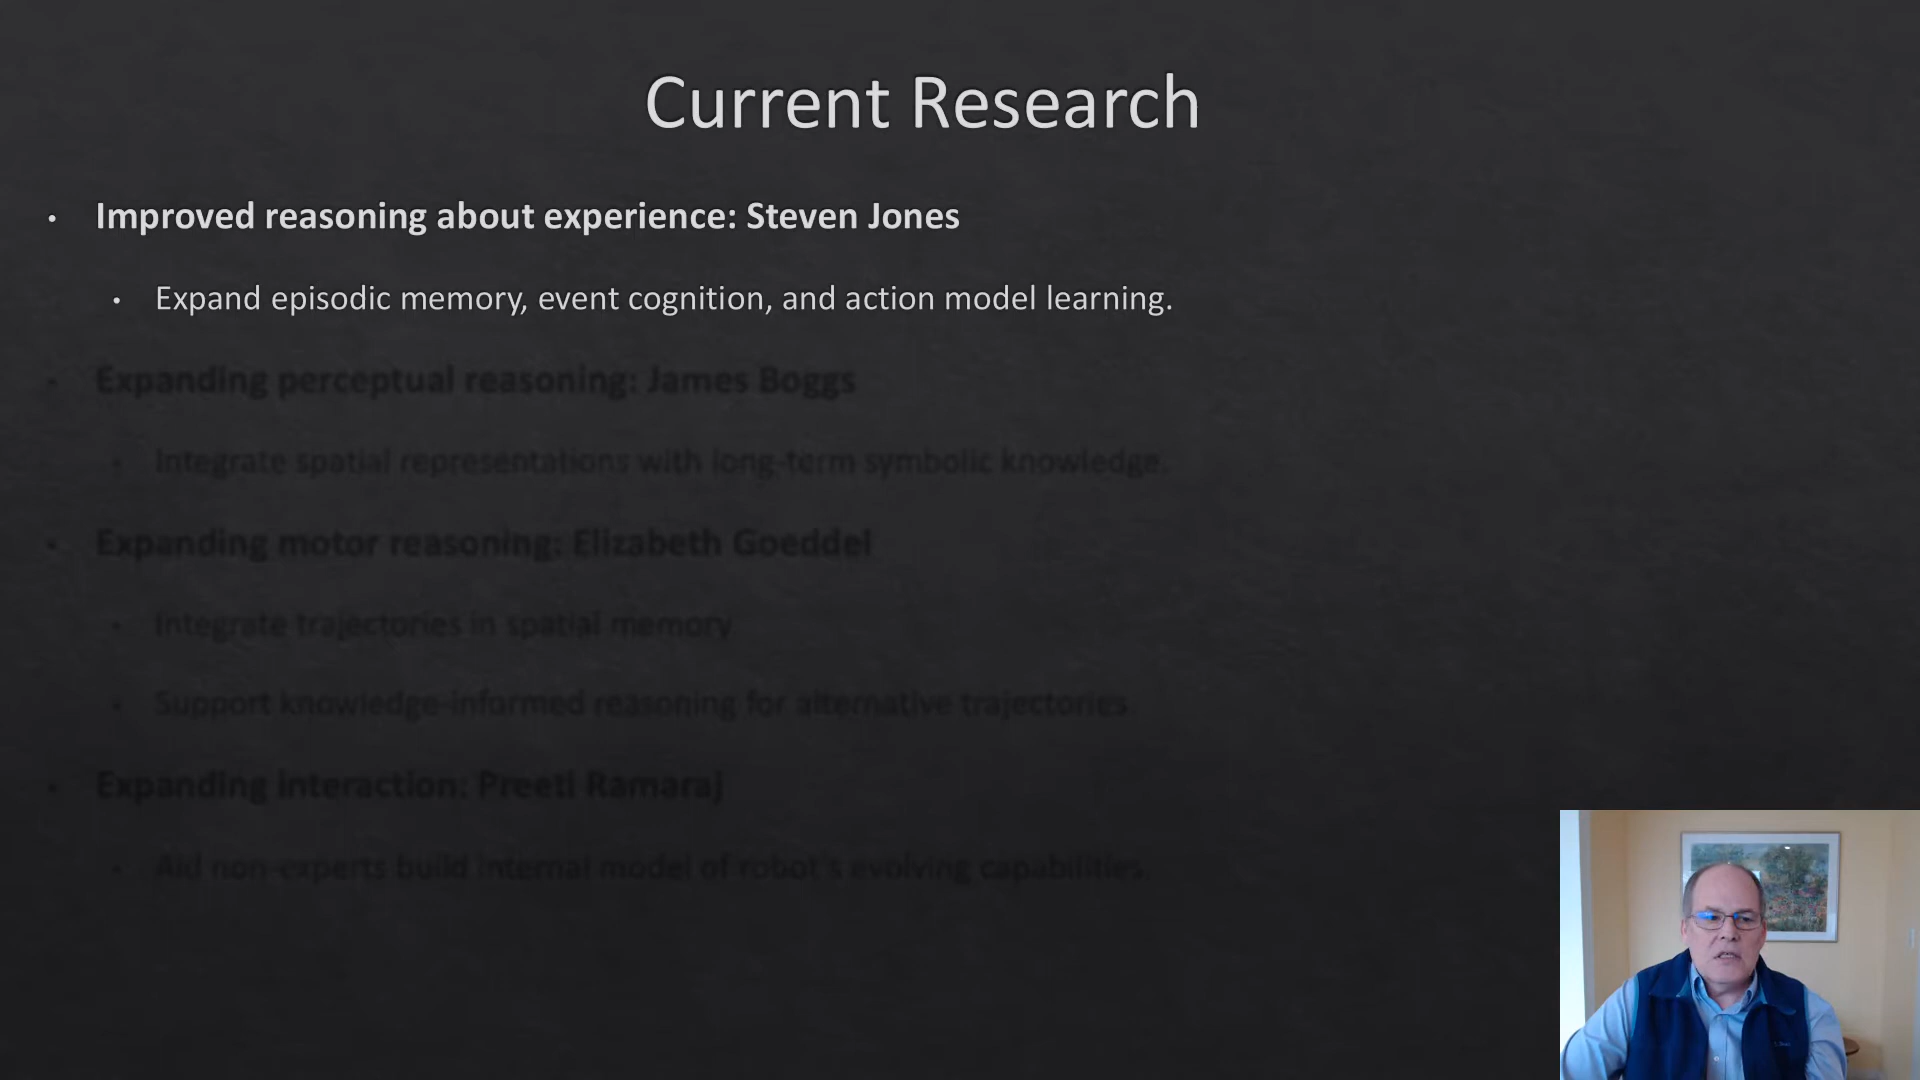 Current Research
• Improved reasoning about experience: Steven Jones
• Expand episodic memory, event cognition, and action model learning.
• Expanding perceptual reasoning: James Boggs
• Integrate spatial representations with long-term symbolic knowledge.
• Expanding motor reasoning: Elizabeth Goeddel
• Integrate trajectories in spatial memory
• Support knowledge-informed reasoning for alternative trajectories
• Expanding interaction: Preeti Ramaraj
• Aid non-experts build internal model of robot's evolving capabilities.